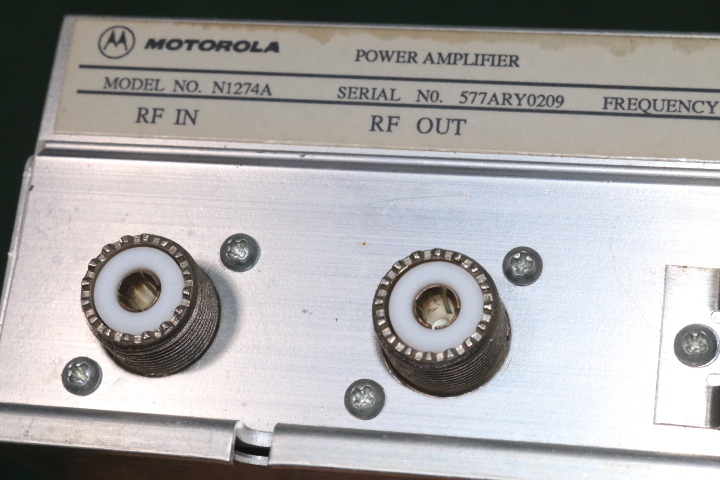 MOTOROLA POWER AMPLIFIER
MODEL NO. N1274A SERIAL N0. 577ARY0209 FREQUENCY
RF IN RF OUT